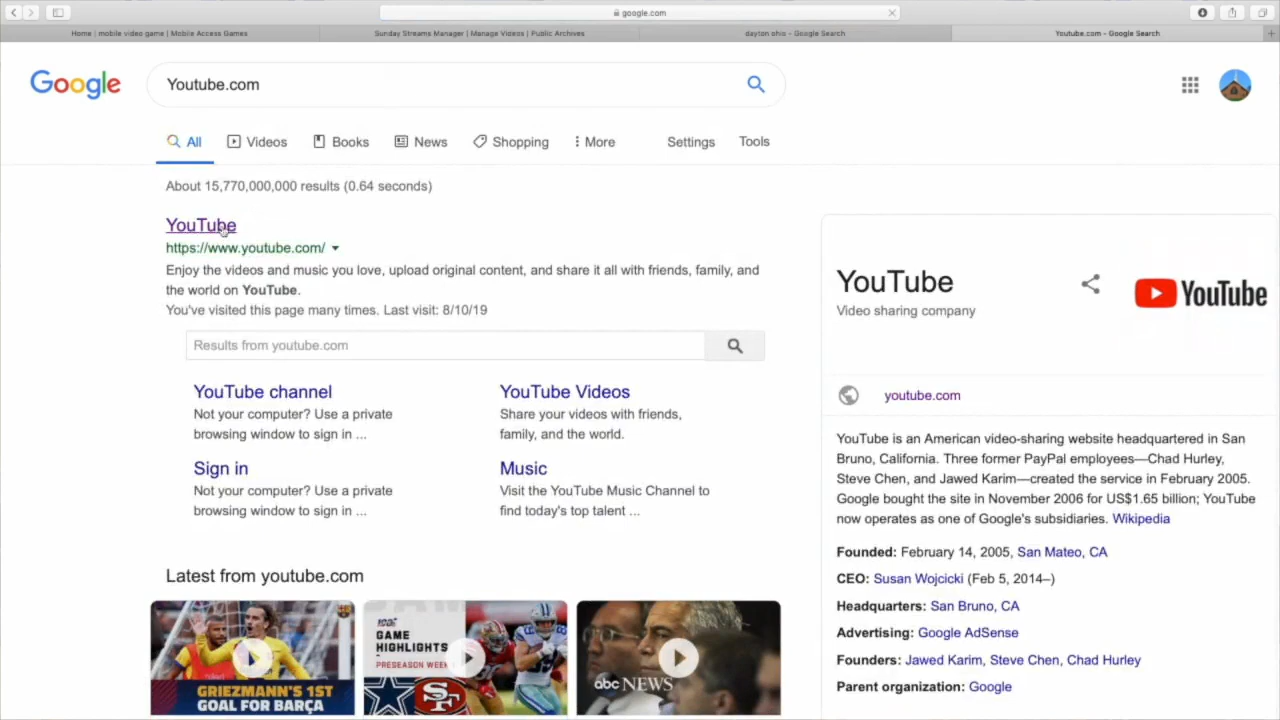 google.com
Home | mobile video game | Mobile Access Games
Sunday Streams Manager | Manage Videos | Public Archives
dayton ohis - Google Search
Youtube.com - Google Search
Google
Youtube.com
All
Videos
Books
News
Shopping
More
Settings
Tools
About 15,770,000,000 results (0.64 seconds)
YouTube
https://www.youtube.com/
Enjoy the videos and music you love, upload original content, and share it all with friends, family, and
the world on YouTube.
You've visited this page many times. Last visit: 8/10/19
Results from youtube.com
YouTube channel
Not your computer? Use a private
browsing window to sign in ...
YouTube Videos
Share your videos with friends,
family, and the world.
Sign in
Not your computer? Use a private
browsing window to sign in ...
Music
Visit the YouTube Music Channel to
find today's top talent ...
Latest from youtube.com
GRIEZMANN'S 1ST
GOAL FOR BARÇA
100
GAME
HIGHLIGHTS
PRESEASON WEEK
abc NEWS
YouTube
Video sharing company
YouTube
youtube.com
YouTube is an American video-sharing website headquartered in San
Bruno, California. Three former PayPal employees—Chad Hurley,
Steve Chen, and Jawed Karim—created the service in February 2005.
Google bought the site in November 2006 for US$1.65 billion; YouTube
now operates as one of Google's subsidiaries. Wikipedia
Founded: February 14, 2005, San Mateo, CA
CEO: Susan Wojcicki (Feb 5, 2014–)
Headquarters: San Bruno, CA
Advertising: Google AdSense
Founders: Jawed Karim, Steve Chen, Chad Hurley
Parent organization: Google